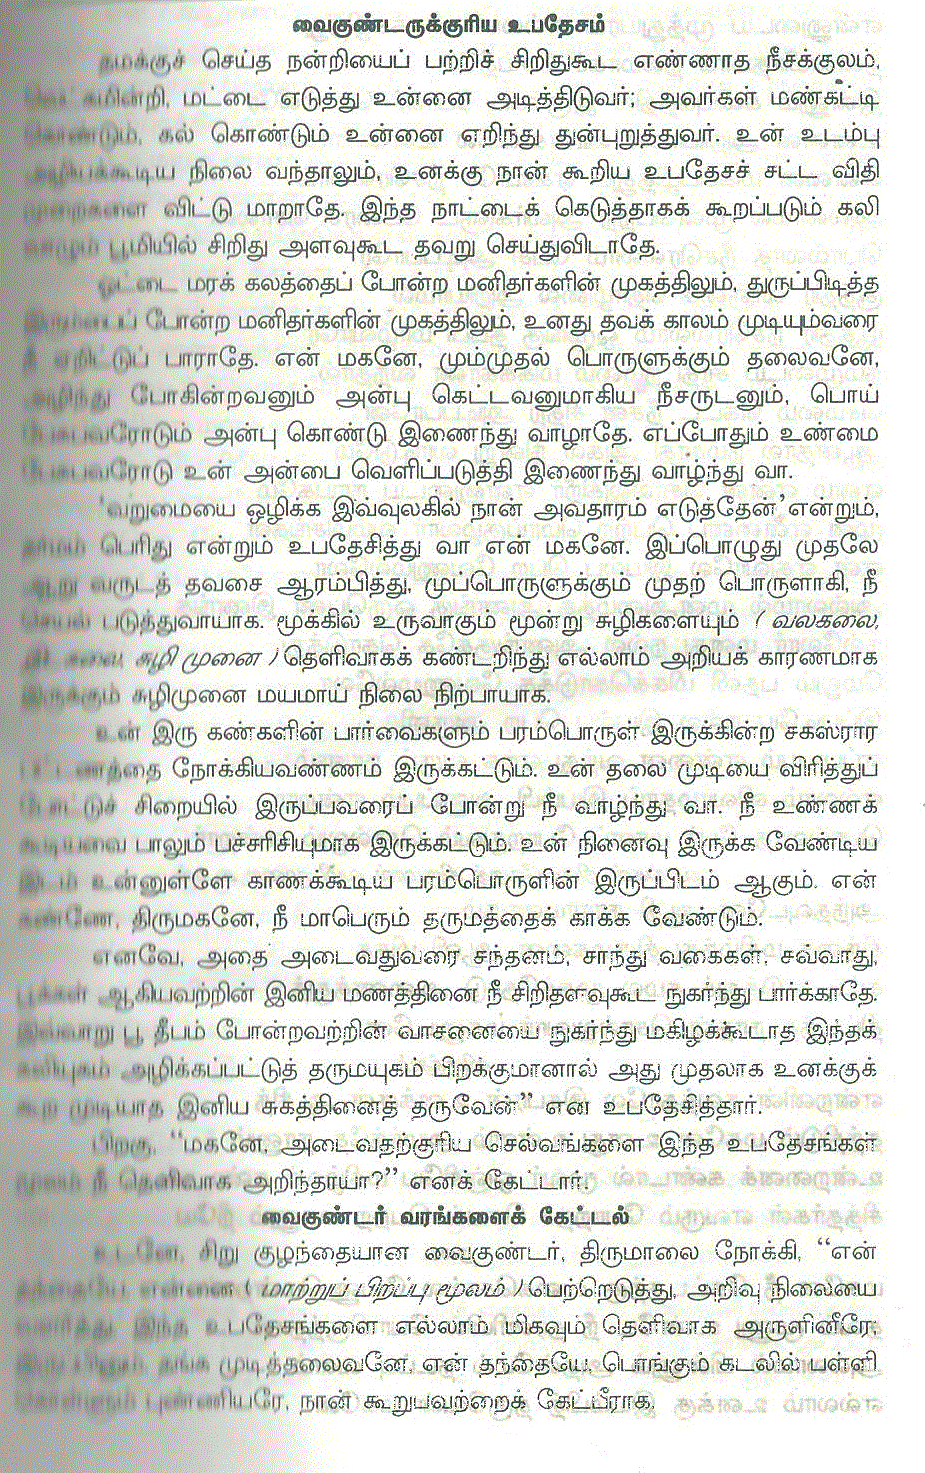 வைகுண்டருக்குரிய உபதேசம்
தமக்குச் செய்த நன்றியைப் பற்றிச் சிறிதுகூட எண்ணாத நீசக்குலம்,
மட்டை எடுத்து உன்னை அடித்திடுவர்; அவர்கள் மண்கட்டி
கொண்டும், கல் கொண்டும் உன்னை எறிந்து துன்புறுத்துவர். உன் உடம்பு
அழியக்கூடிய நிலை வந்தாலும், உனக்கு நான் கூறிய உபதேசச் சட்ட விதி
முறைகளை விட்டு மாறாதே. இந்த நாட்டைக் கெடுத்தாகக் கூறப்படும் கலி
வாழும் பூமியில் சிறிது அளவுகூட தவறு செய்துவிடாதே.
ஓட்டை மரக் கலத்தைப் போன்ற மனிதர்களின் முகத்திலும், துருப்பிடித்த
இரும்பைப் போன்ற மனிதர்களின் முகத்திலும், உனது தவக் காலம் முடியும்வரை
நீ ஏறிட்டுப் பாராதே. என் மகனே, மும்முதல் பொருளுக்கும் தலைவனே,
அழிந்து போகின்றவனும் அன்பு கெட்டவனுமாகிய நீசருடனும், பொய்
பேசுபவரோடும் அன்பு கொண்டு இணைந்து வாழாதே. எப்போதும் உண்மை
பேசுபவரோடு உன் அன்பை வெளிப்படுத்தி இணைந்து வாழ்ந்து வா.
'வறுமையை ஒழிக்க இவ்வுலகில் நான் அவதாரம் எடுத்தேன்' என்றும்,
தர்மம் பெரிது என்றும் உபதேசித்து வா என் மகனே. இப்பொழுது முதலே
ஆறு வருடத் தவசை ஆரம்பித்து, முப்பொருளுக்கும் முதற் பொருளாகி, நீ
செயல் படுத்துவாயாக. மூக்கில் உருவாகும் மூன்று சுழிகளையும் (வலகலை,
இடகலை, சுழி முனை) தெளிவாகக் கண்டறிந்து எல்லாம் அறியக் காரணமாக
இருக்கும் சுழிமுனை மயமாய் நிலை நிற்பாயாக.
உன் இரு கண்களின் பார்வைகளும் பரம்பொருள் இருக்கின்ற சகஸ்ரார
பட்டணத்தை நோக்கியவண்ணம் இருக்கட்டும். உன் தலை முடியை விரித்துப்
போட்டுச் சிறையில் இருப்பவரைப் போன்று நீ வாழ்ந்து வா. நீ உண்ணக்
கூடியவை பாலும் பச்சரிசியுமாக இருக்கட்டும். உன் நினைவு இருக்க வேண்டிய
இடம் உன்னுள்ளே காணக்கூடிய பரம்பொருளின் இருப்பிடம் ஆகும். என்
கண்ணே, திருமகனே, நீ மாபெரும் தருமத்தைக் காக்க வேண்டும்.
எனவே, அதை அடைவதுவரை சந்தனம், சாந்து வகைகள், சவ்வாது,
பூக்கள் ஆகியவற்றின் இனிய மணத்தினை நீ சிறிதளவுகூட நுகர்ந்து பார்க்காதே.
இவ்வாறு பூ தீபம் போன்றவற்றின் வாசனையை நுகர்ந்து மகிழக்கூடாத இந்தக்
கலியுகம் அழிக்கப்பட்டுத் தருமயுகம் பிறக்குமானால் அது முதலாக உனக்குக்
கூற முடியாத இனிய சுகத்தினைத் தருவேன்" என உபதேசித்தார்.
பிறகு, "மகனே, அடைவதற்குரிய செல்வங்களை இந்த உபதேசங்கள்
மூலம் நீ தெளிவாக அறிந்தாயா?" எனக் கேட்டார்.
வைகுண்டர் வரங்களைக் கேட்டல்
உடனே, சிறு குழந்தையான வைகுண்டர், திருமாலை நோக்கி, "என்
தந்தையே, என்னை (மாற்றுப் பிறப்பு மூலம்) பெற்றெடுத்து, அறிவு நிலையை
வளர்த்து, இந்த உபதேசங்களை எல்லாம் மிகவும் தெளிவாக அருளினீரே,
தங்க முடித்தலைவனே, என் தந்தையே, பொங்கும் கடலில் பள்ளி
கொள்ளும் புண்ணியரே, நான் கூறுபவற்றைக் கேட்பீராக.